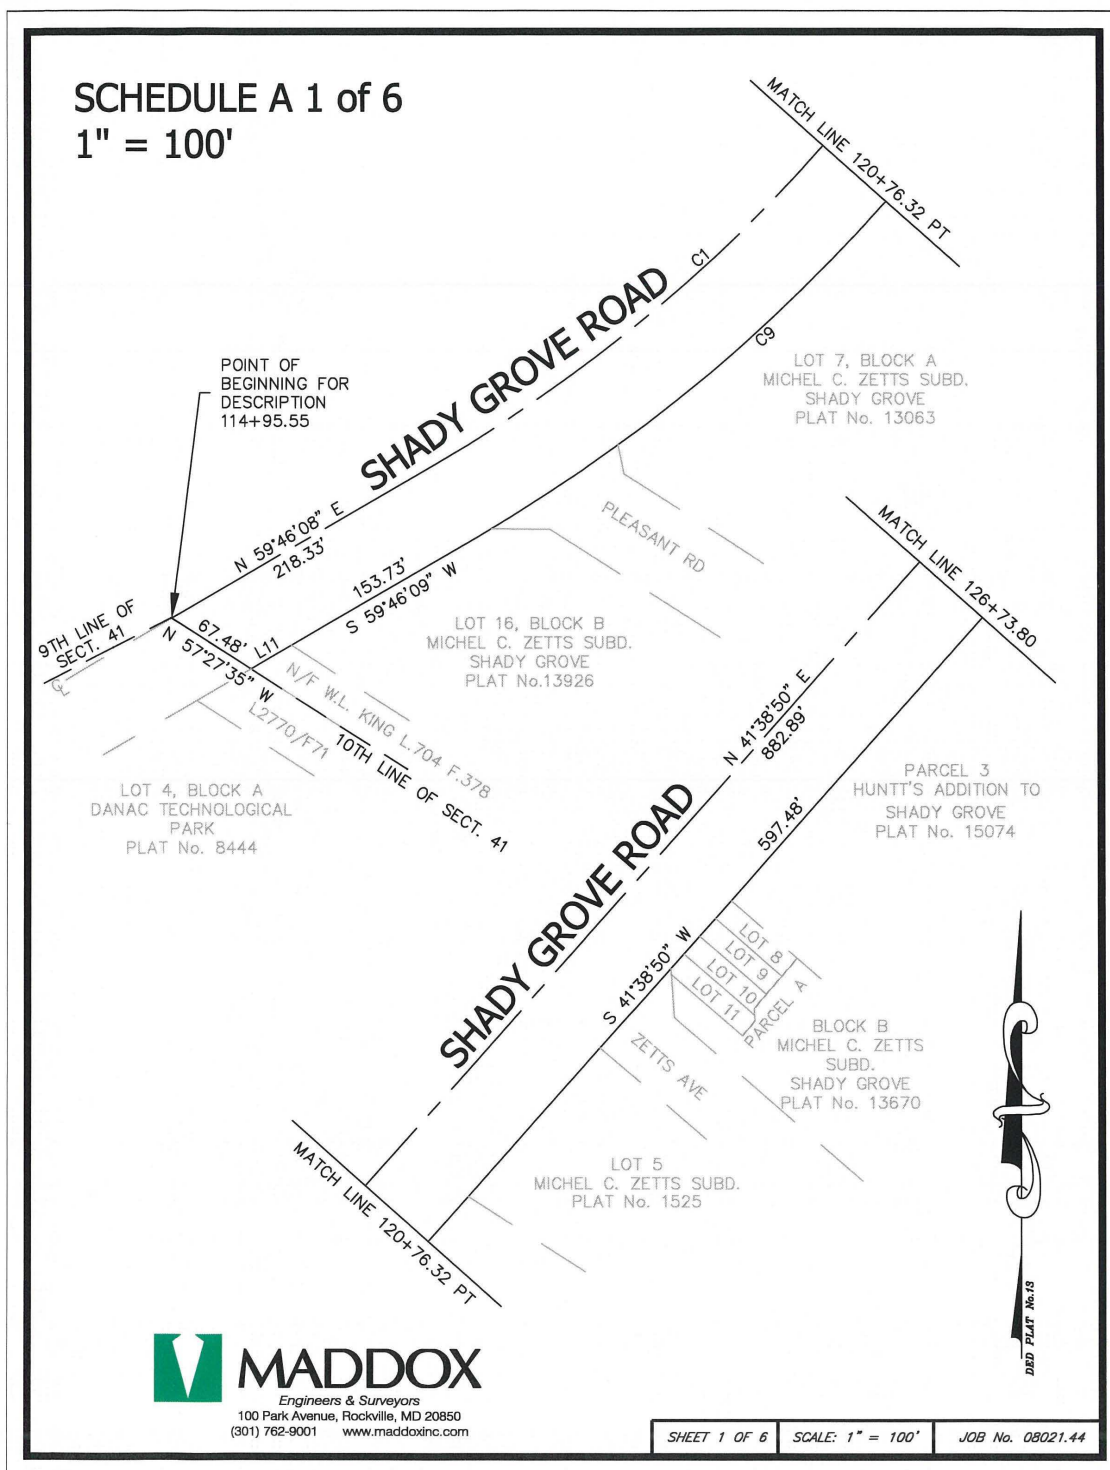 SCHEDULE A 1 of 6
1" = 100'
MATCH LINE 120+76.32 PT
C1
SHADY GROVE ROAD
C9
POINT OF
BEGINNING FOR
DESCRIPTION
114+95.55
LOT 7, BLOCK A
MICHEL C. ZETTS SUBD.
SHADY GROVE
PLAT No. 13063
N 59°46'08" E
218.33'
PLEASANT RD
MATCH LINE 126+73.80
153.73'
S 59°46'09" W
9TH LINE OF
SECT. 41
67.48'
L11
N 57°27'35" W
LOT 16, BLOCK B
MICHEL C. ZETTS SUBD.
SHADY GROVE
PLAT No.13926
N/F W.L. KING L.704 F.378
L2770/F71
10TH LINE OF SECT. 41
N 41°38'50" E
882.89'
LOT 4, BLOCK A
DANAC TECHNOLOGICAL
PARK
PLAT No. 8444
PARCEL 3
HUNTT'S ADDITION TO
SHADY GROVE
PLAT No. 15074
597.48'
SHADY GROVE ROAD
S 41°38'50" W
LOT 8
LOT 9
LOT 10
LOT 11
PARCEL A
BLOCK B
MICHEL C. ZETTS
SUBD.
SHADY GROVE
PLAT No. 13670
ZETTS AVE
LOT 5
MICHEL C. ZETTS SUBD.
PLAT No. 1525
MATCH LINE 120+76.32 PT
DED PLAT No.13
MADDOX
Engineers & Surveyors
100 Park Avenue, Rockville, MD 20850
(301) 762-9001 www.maddoxinc.com
SHEET 1 OF 6 SCALE: 1" = 100' JOB No. 08021.44